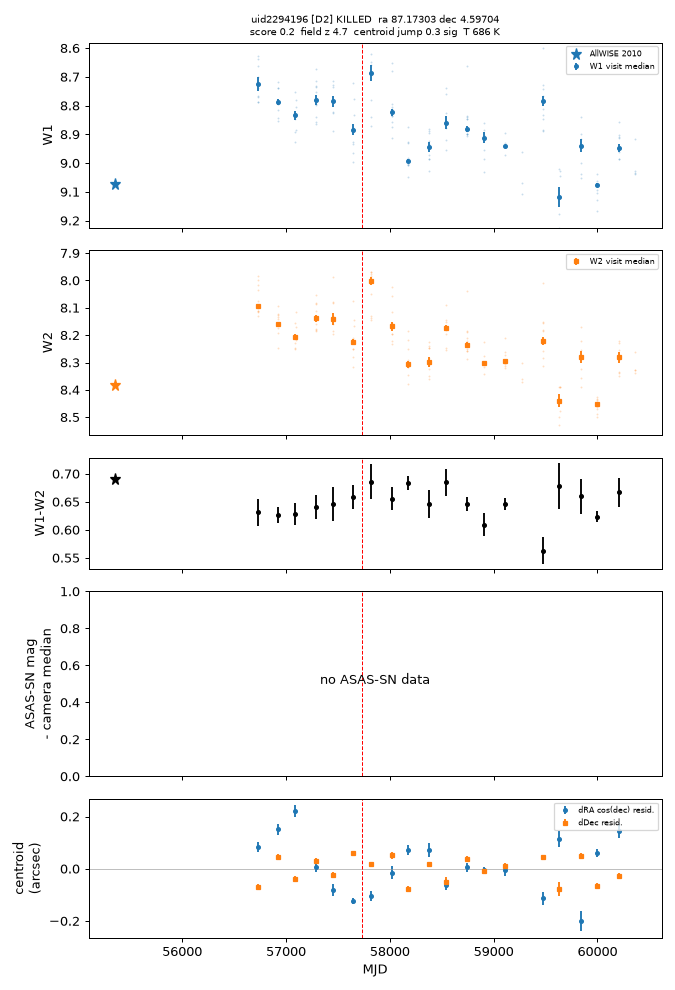 uid2294196 [D2] KILLED ra 87.17303 dec 4.59704
score 0.2 field z 4.7 centroid jump 0.3 sig T 686 K
8.6
8.7
8.8
8.9
9.0
9.1
9.2
W1
AllWISE 2010
W1 visit median
7.9
8.0
8.1
8.2
8.3
8.4
8.5
W2
W2 visit median
0.70
0.65
0.60
0.55
W1-W2
1.0
0.8
0.6
0.4
0.2
0.0
ASAS-SN mag
- camera median
no ASAS-SN data
0.2
0.0
−0.2
centroid
(arcsec)
dRA cos(dec) resid.
dDec resid.
56000
57000
58000
59000
60000
MJD